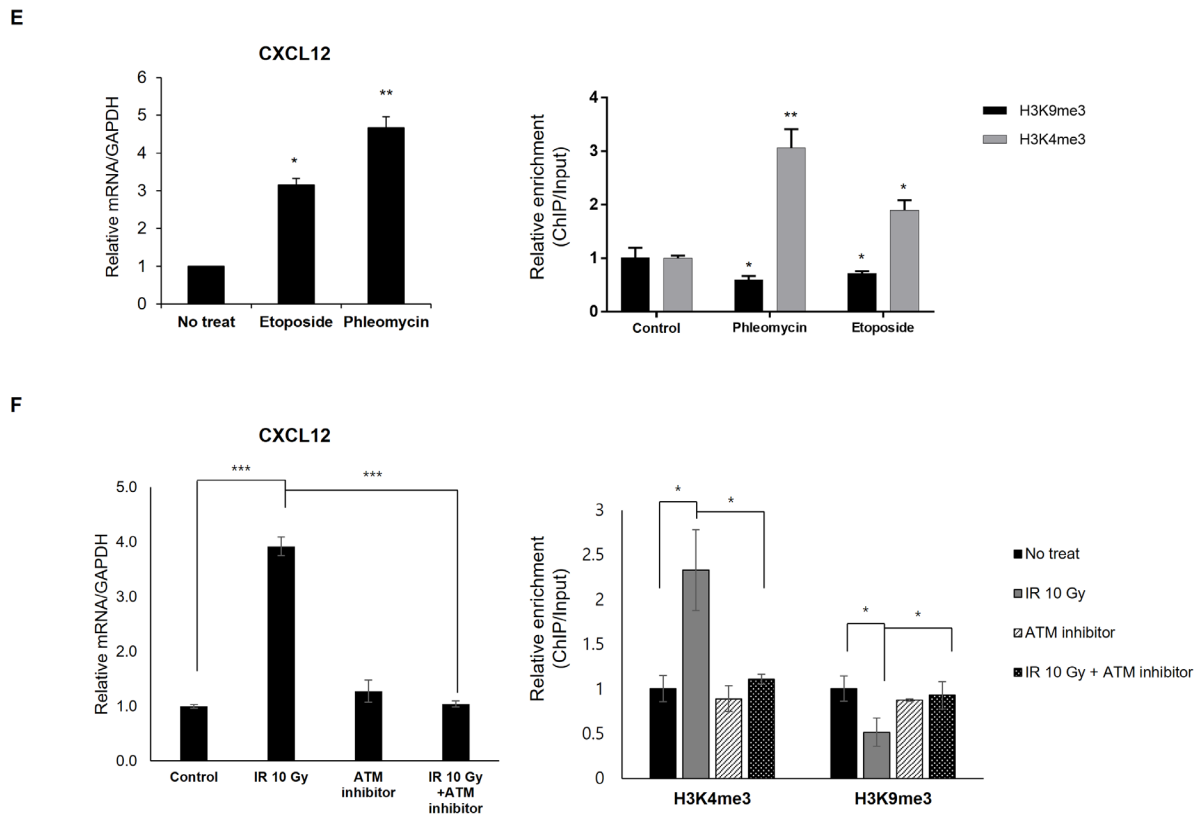 E
CXCL12
Relative mRNA/GAPDH
6
5
4
3
2
1
0
**
*
No treat Etoposide Phleomycin
Relative enrichment
(ChIP/Input)
4
3
2
1
0
**
*
*
*
Control Phleomycin Etoposide
H3K9me3
H3K4me3
F
CXCL12
Relative mRNA/GAPDH
5.0
4.0
3.0
2.0
1.0
0.0
***
***
Control IR 10 Gy ATM IR 10 Gy
inhibitor +ATM
inhibitor
Relative enrichment
(ChIP/Input)
3
2.5
2
1.5
1
0.5
0
*
*
*
*
H3K4me3 H3K9me3
No treat
IR 10 Gy
ATM inhibitor
IR 10 Gy + ATM inhibitor